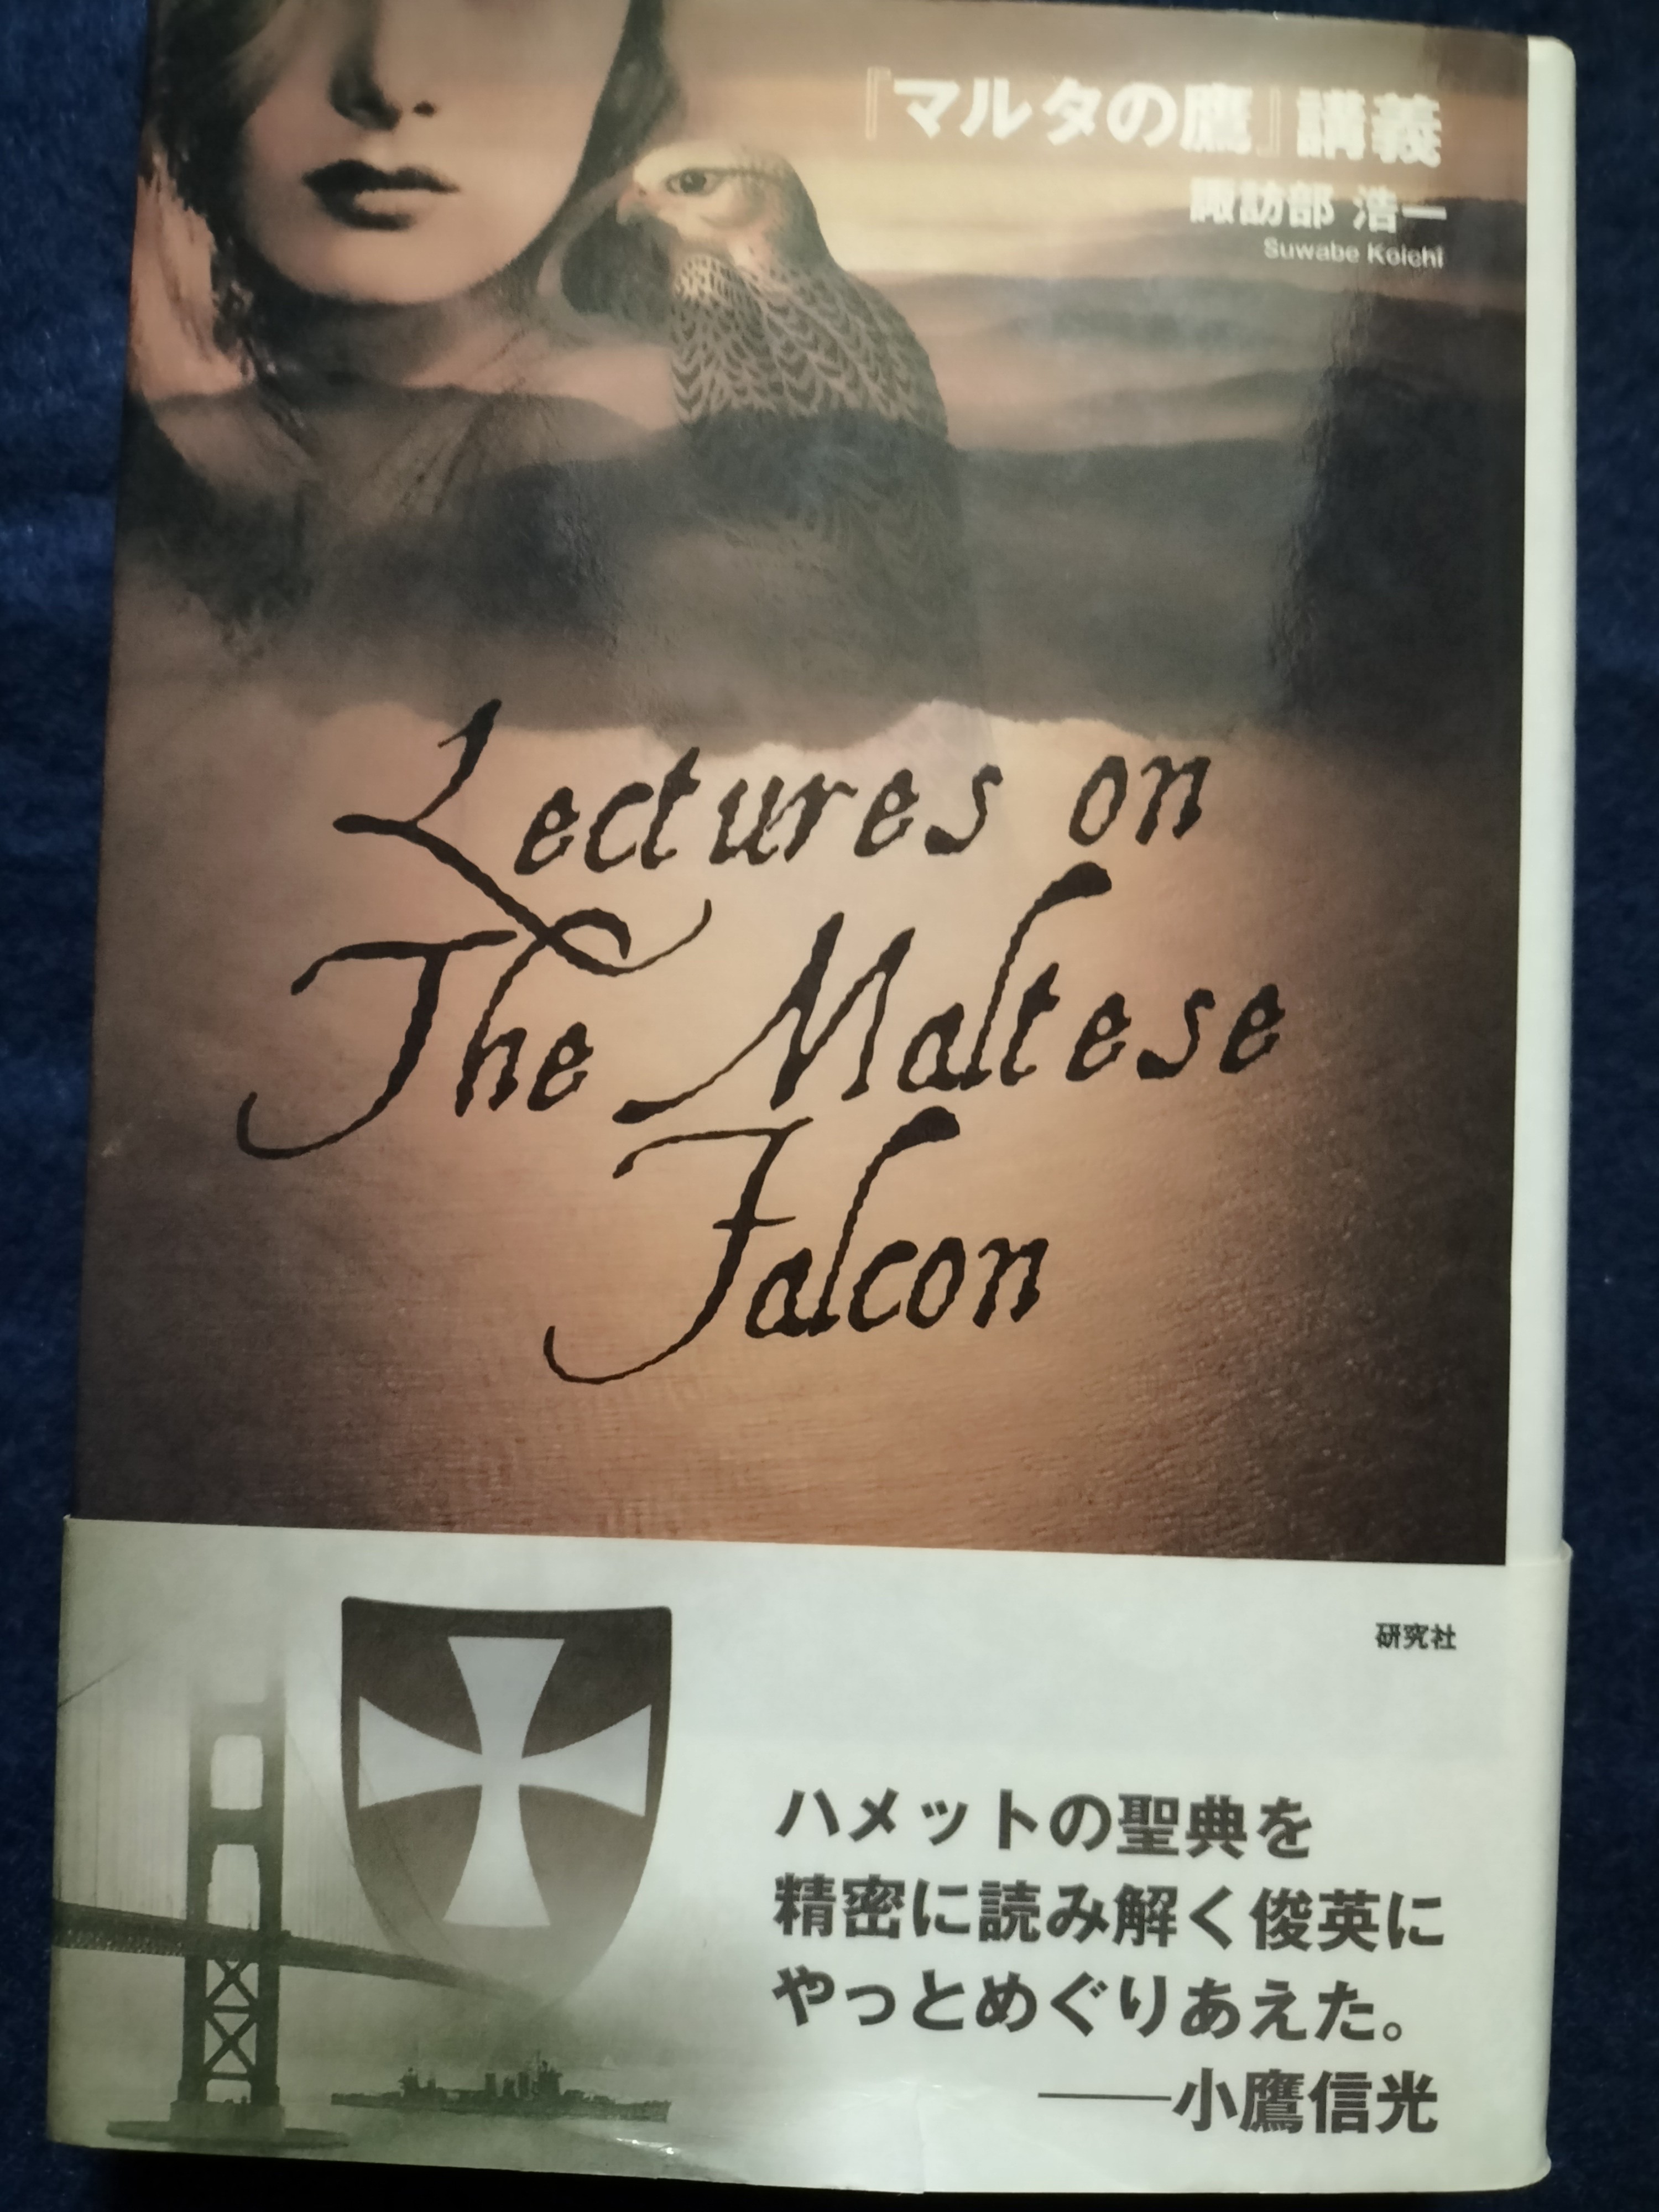 『マルタの鷹』講義
諏訪部 浩一
Suwabe Koichi
Lectures on
The Maltese
Falcon
研究社
ハメットの聖典を
精密に読み解く俊英に
やっとめぐりあえた。
──小鷹信光